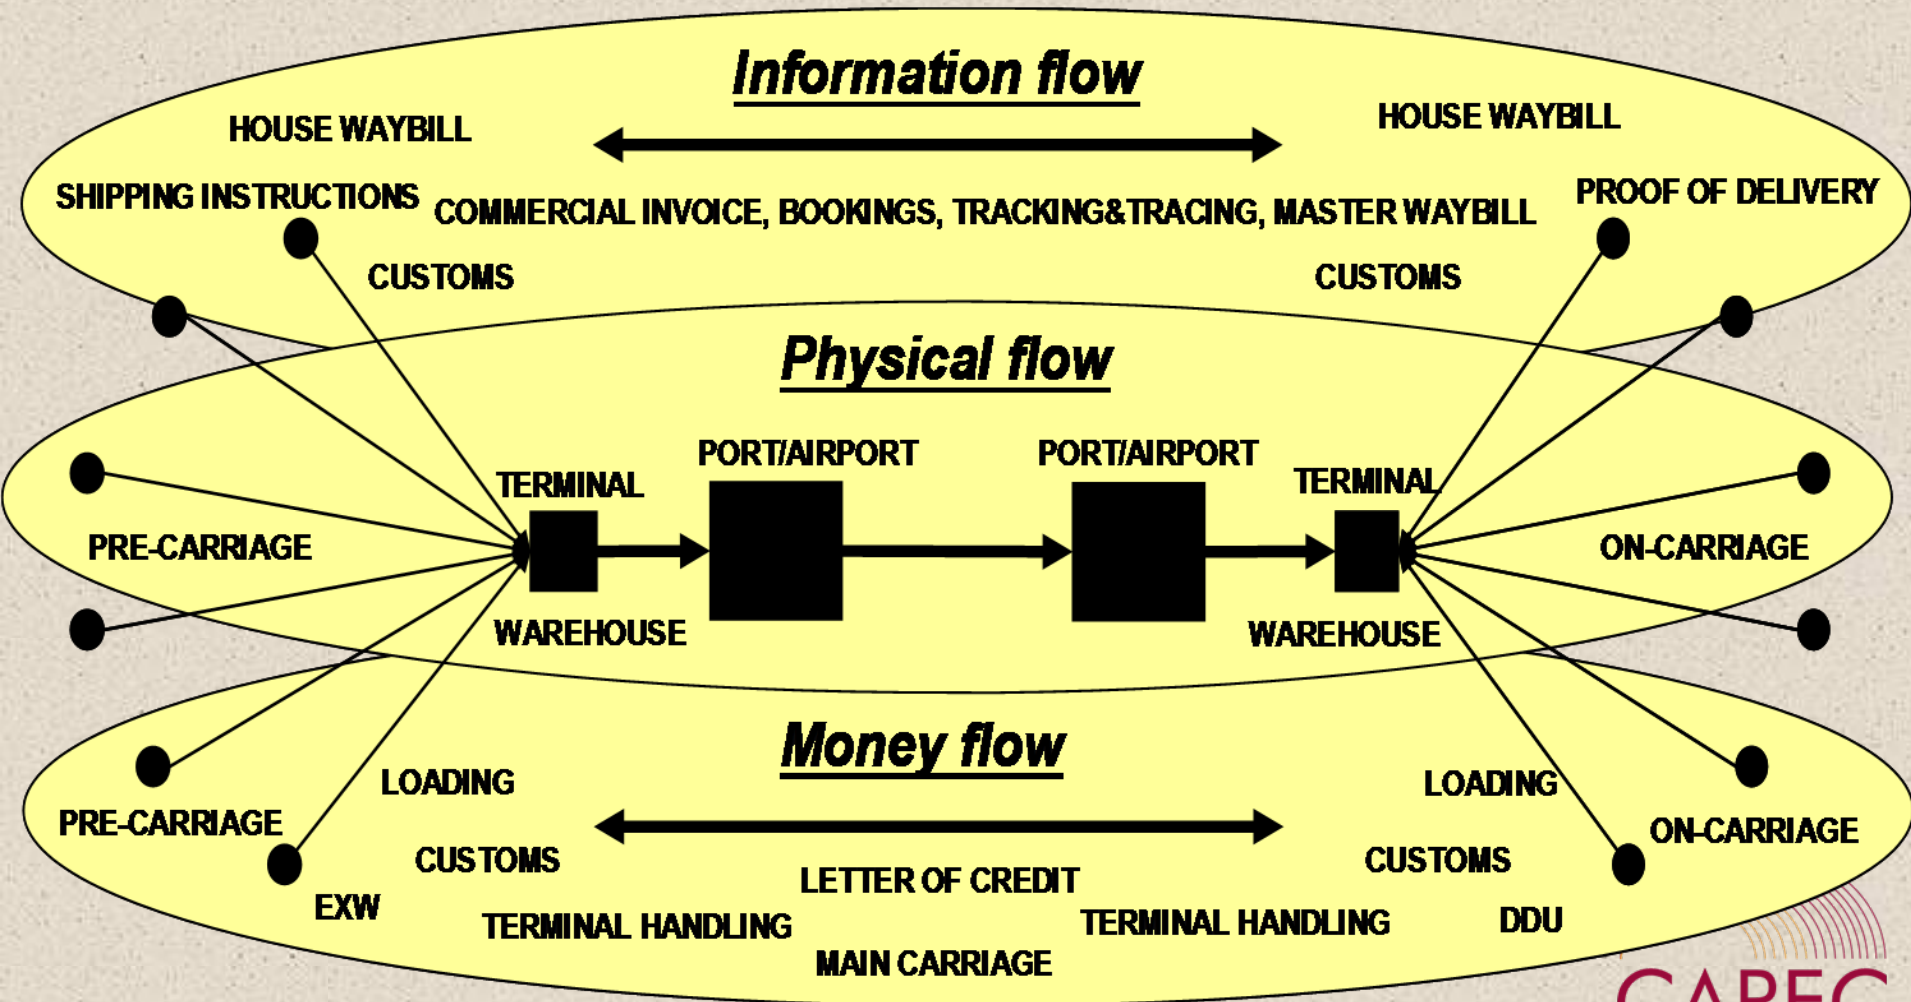 Information flow
HOUSE WAYBILL
HOUSE WAYBILL
SHIPPING INSTRUCTIONS
COMMERCIAL INVOICE, BOOKINGS, TRACKING&TRACING, MASTER WAYBILL
PROOF OF DELIVERY
CUSTOMS
CUSTOMS
Physical flow
PORT/AIRPORT
PORT/AIRPORT
TERMINAL
TERMINAL
PRE-CARRIAGE
ON-CARRIAGE
WAREHOUSE
WAREHOUSE
Money flow
LOADING
LOADING
PRE-CARRIAGE
ON-CARRIAGE
CUSTOMS
CUSTOMS
LETTER OF CREDIT
EXW
TERMINAL HANDLING
TERMINAL HANDLING
DDU
MAIN CARRIAGE
CAREC